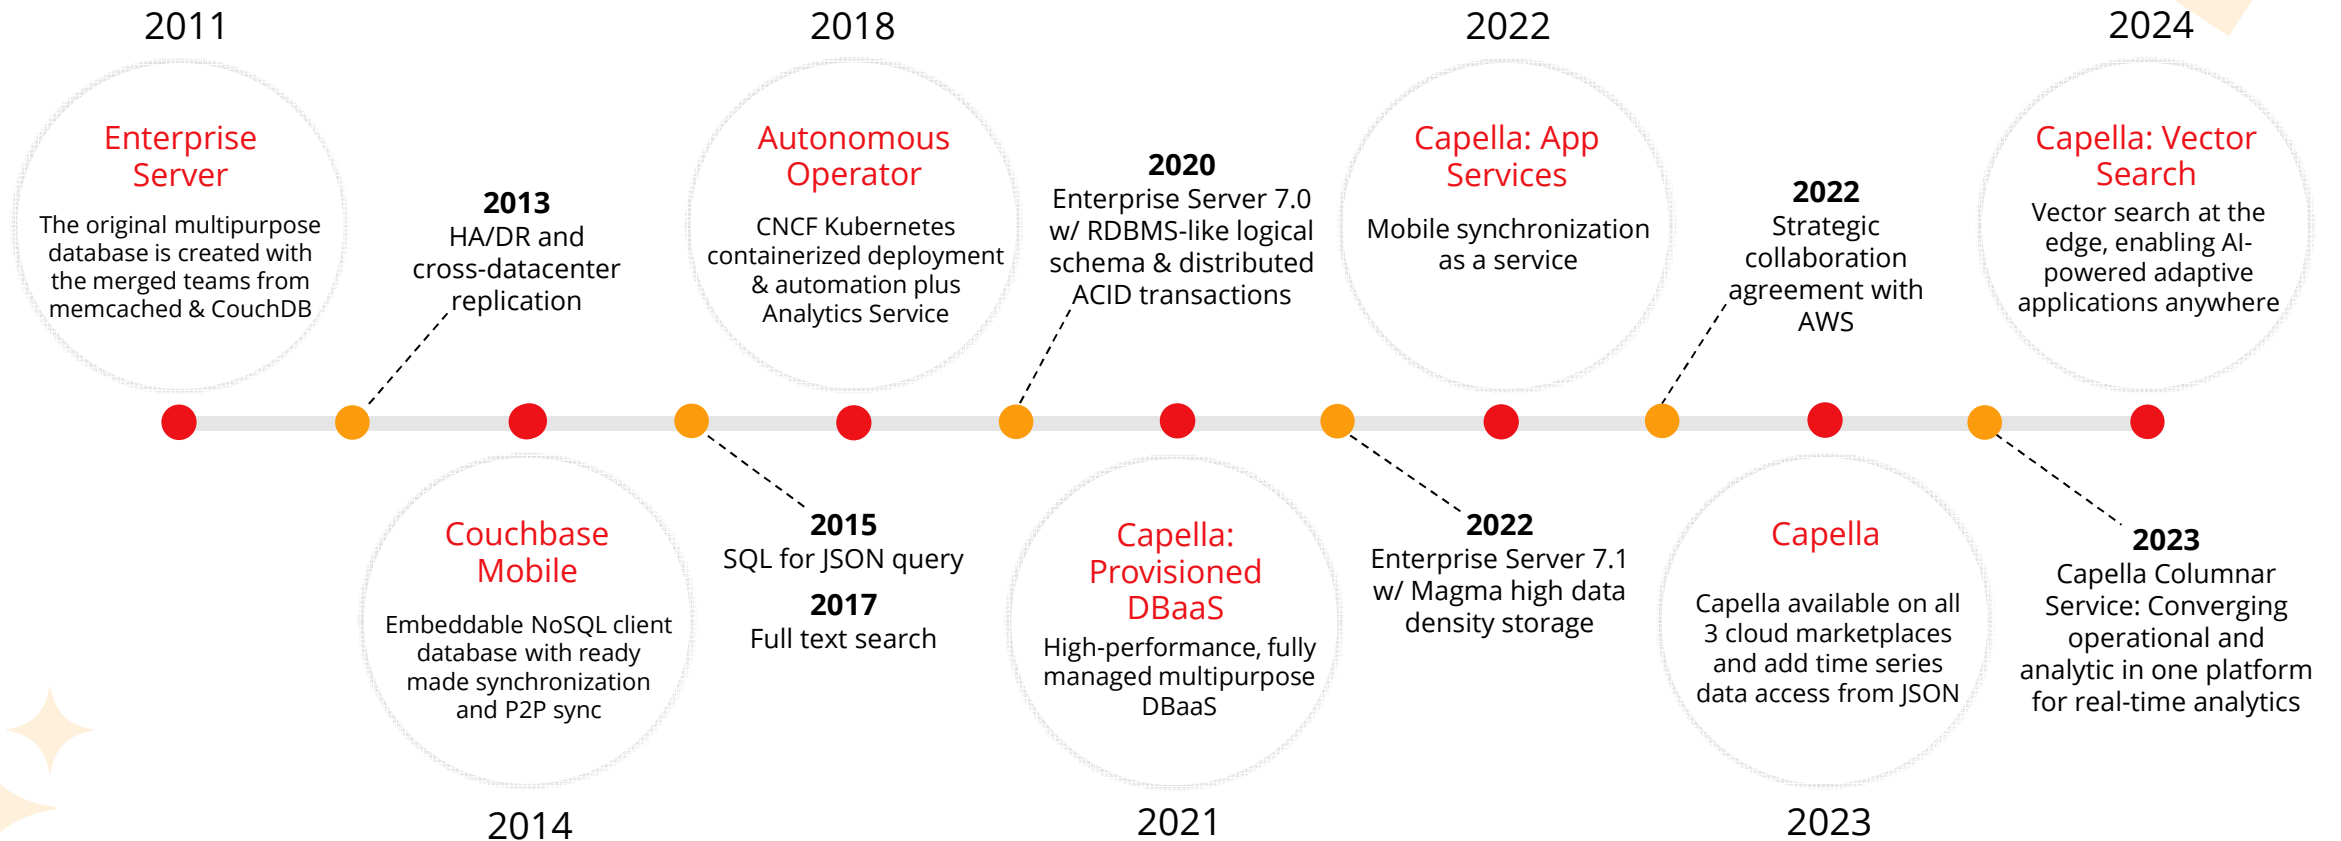 2011
Enterprise
Server
The original multipurpose
database is created with
the merged teams from
memcached & CouchDB
2013
HA/DR and
cross-datacenter
replication
Couchbase
Mobile
Embeddable NoSQL client
database with ready
made synchronization
and P2P sync
2014
2015
SQL for JSON query
2017
Full text search
2018
Autonomous
Operator
CNCF Kubernetes
containerized deployment
& automation plus
Analytics Service
2020
Enterprise Server 7.0
w/ RDBMS-like logical
schema & distributed
ACID transactions
Capella:
Provisioned
DBaaS
High-performance, fully
managed multipurpose
DBaaS
2021
2022
Enterprise Server 7.1
w/ Magma high data
density storage
2022
Capella: App
Services
Mobile synchronization
as a service
2022
Strategic
collaboration
agreement with
AWS
Capella
Capella available on all
3 cloud marketplaces
and add time series
data access from JSON
2023
2023
Capella Columnar
Service: Converging
operational and
analytic in one platform
for real-time analytics
2024
Capella: Vector
Search
Vector search at the
edge, enabling AI-
powered adaptive
applications anywhere